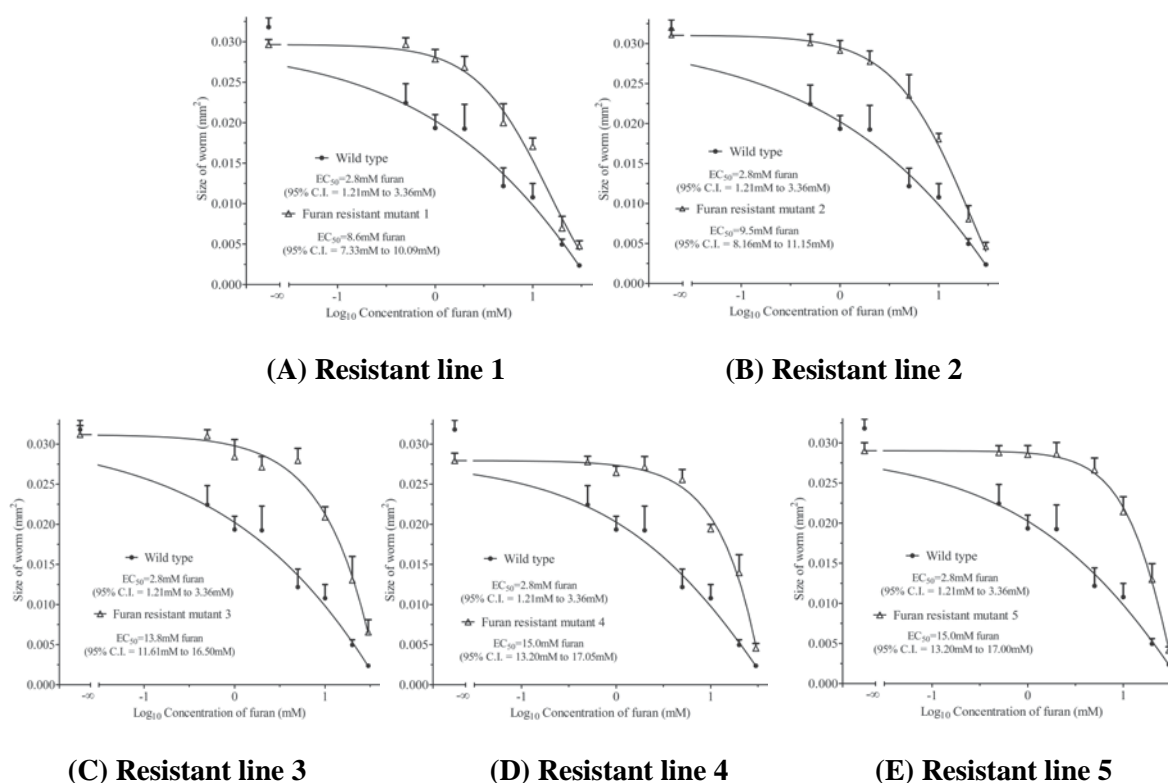 0.030
0.025
0.020
0.015
0.010
0.005
0.000
Size of worm (mm²)
Wild type
EC₅₀=2.8mM furan
(95% C.I. = 1.21mM to 3.36mM)
Furan resistant mutant 1
EC₅₀=8.6mM furan
(95% C.I. = 7.33mM to 10.09mM)
-∞ -1 0 1
Log₁₀ Concentration of furan (mM)
(A) Resistant line 1
0.030
0.025
0.020
0.015
0.010
0.005
0.000
Size of worm (mm²)
Wild type
EC₅₀=2.8mM furan
(95% C.I. = 1.21mM to 3.36mM)
Furan resistant mutant 2
EC₅₀=9.5mM furan
(95% C.I. = 8.16mM to 11.15mM)
-∞ -1 0 1
Log₁₀ Concentration of furan (mM)
(B) Resistant line 2
0.030
0.025
0.020
0.015
0.010
0.005
0.000
Size of worm (mm²)
Wild type
EC₅₀=2.8mM furan
(95% C.I. = 1.21mM to 3.36mM)
Furan resistant mutant 3
EC₅₀=13.8mM furan
(95% C.I. = 11.61mM to 16.50mM)
-∞ -1 0 1
Log₁₀ Concentration of furan (mM)
(C) Resistant line 3
0.030
0.025
0.020
0.015
0.010
0.005
0.000
Size of worm (mm²)
Wild type
EC₅₀=2.8mM furan
(95% C.I. = 1.21mM to 3.36mM)
Furan resistant mutant 4
EC₅₀=15.0mM furan
(95% C.I. = 13.20mM to 17.05mM)
-∞ -1 0 1
Log₁₀ Concentration of furan (mM)
(D) Resistant line 4
0.030
0.025
0.020
0.015
0.010
0.005
0.000
Size of worm (mm²)
Wild type
EC₅₀=2.8mM furan
(95% C.I. = 1.21mM to 3.36mM)
Furan resistant mutant 5
EC₅₀=15.0mM furan
(95% C.I. = 13.20mM to 17.00mM)
-∞ -1 0 1
Log₁₀ Concentration of furan (mM)
(E) Resistant line 5